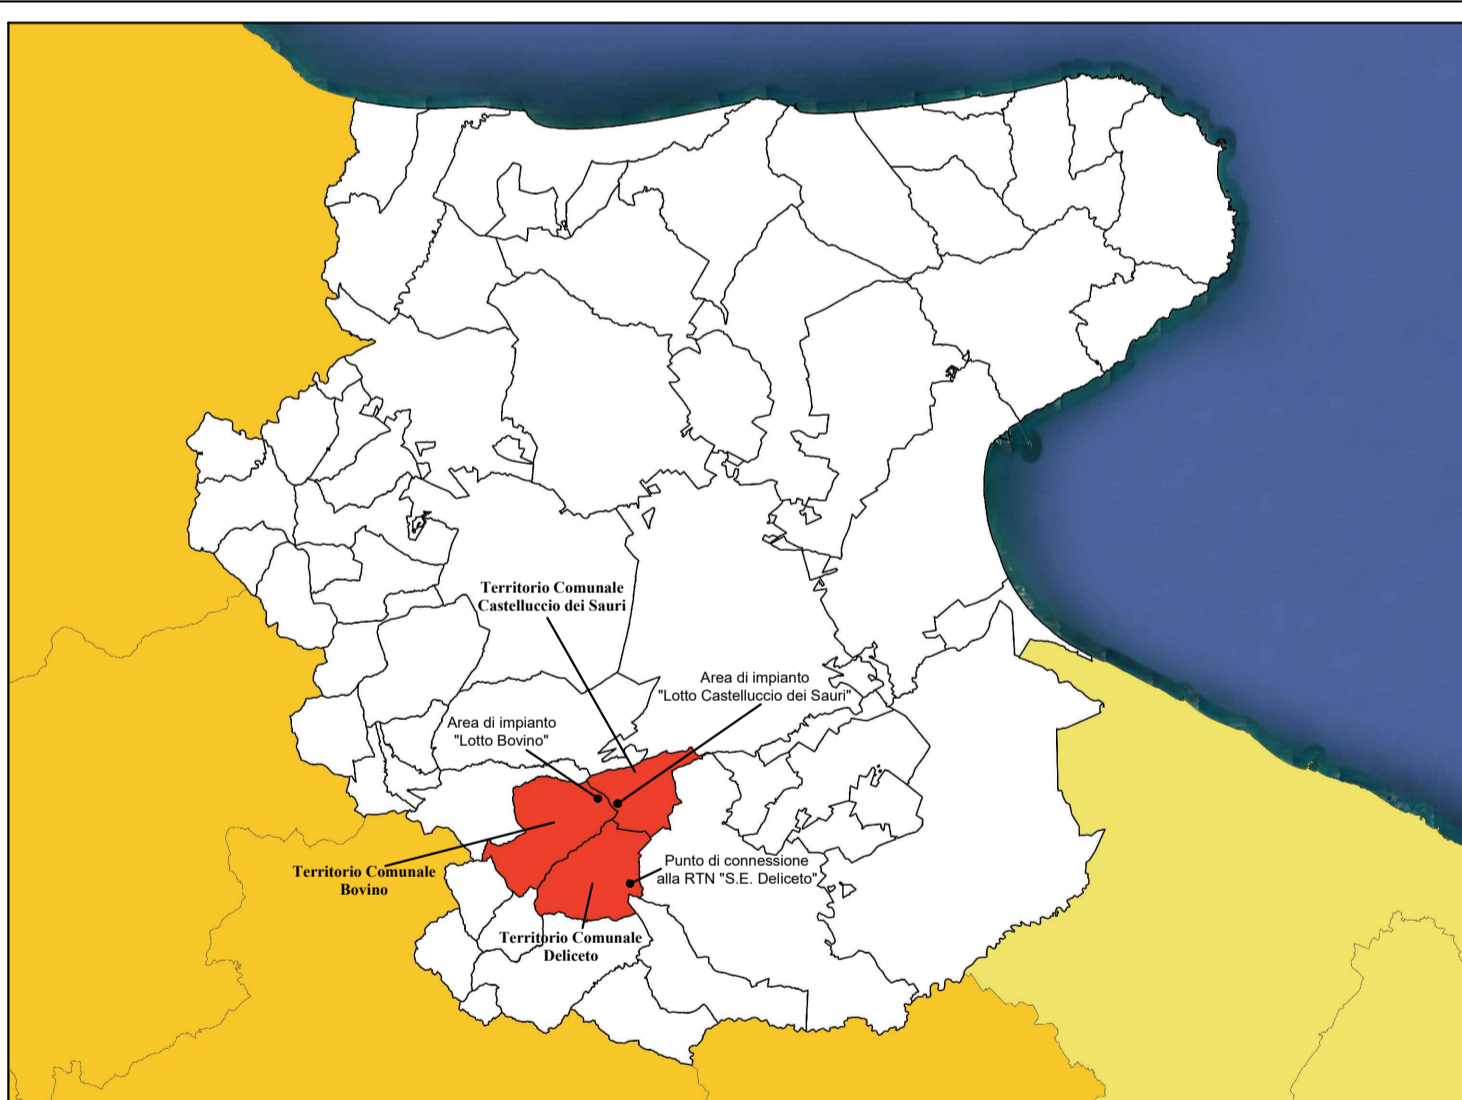 Territorio Comunale
Castelluccio dei Sauri
Area di impianto
"Lotto Castelluccio dei Sauri"
Area di impianto
"Lotto Bovino"
Punto di connessione
alla RTN "S.E. Deliceto"
Territorio Comunale
Bovino
Territorio Comunale
Deliceto